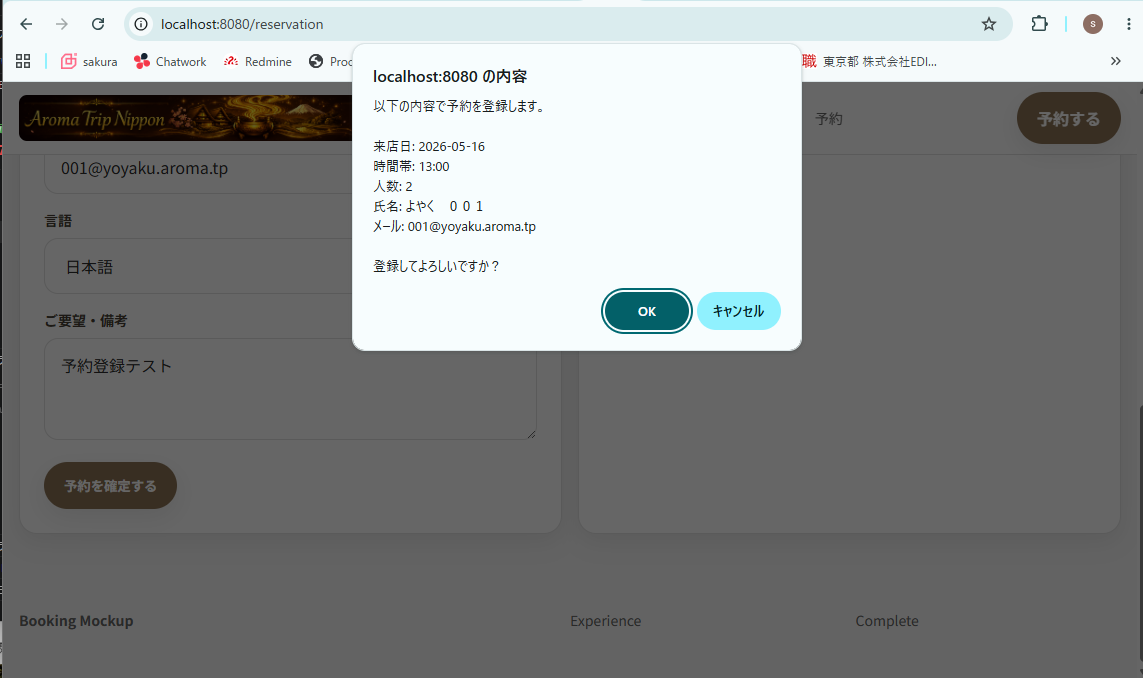 localhost:8080/reservation
s
sakura
Chatwork
Redmine
東京都 株式会社EDI...
Aroma Trip Nippon
予約
予約する
localhost:8080 の内容
以下の内容で予約を登録します。
来店日: 2026-05-16
時間帯: 13:00
人数: 2
氏名: よやく　００１
メール: 001@yoyaku.aroma.tp
登録してよろしいですか？
OK
キャンセル
001@yoyaku.aroma.tp
言語
日本語
ご要望・備考
予約登録テスト
予約を確定する
Booking Mockup
Experience
Complete